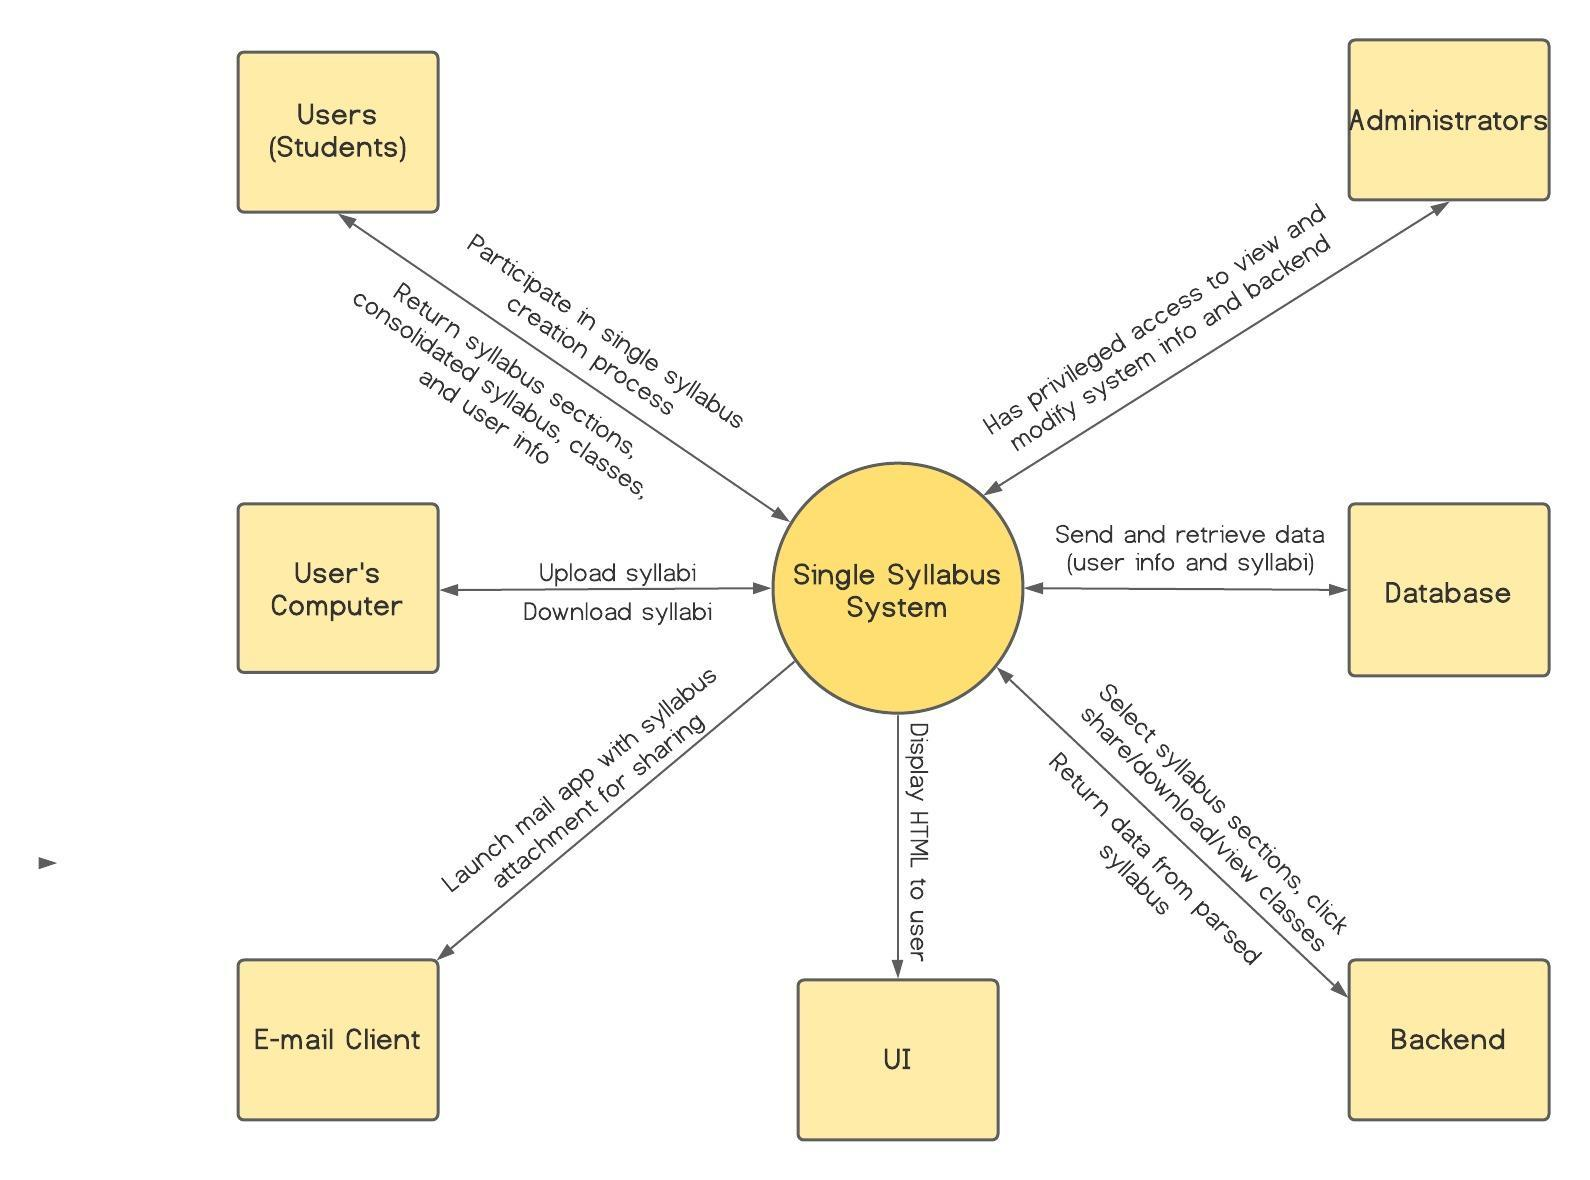 Users
(Students)
Administrators
Participate in single syllabus
creation process
Return syllabus sections,
consolidated syllabus, classes,
and user info
Has privileged access to view and
modify system info and backend
User's
Computer
Upload syllabi
Download syllabi
Single Syllabus
System
Send and retrieve data
(user info and syllabi)
Database
Launch mail app with syllabus
attachment for sharing
Display HTML to user
Select syllabus sections, click
share/download/view classes
Return data from parsed
syllabus
E-mail Client
UI
Backend